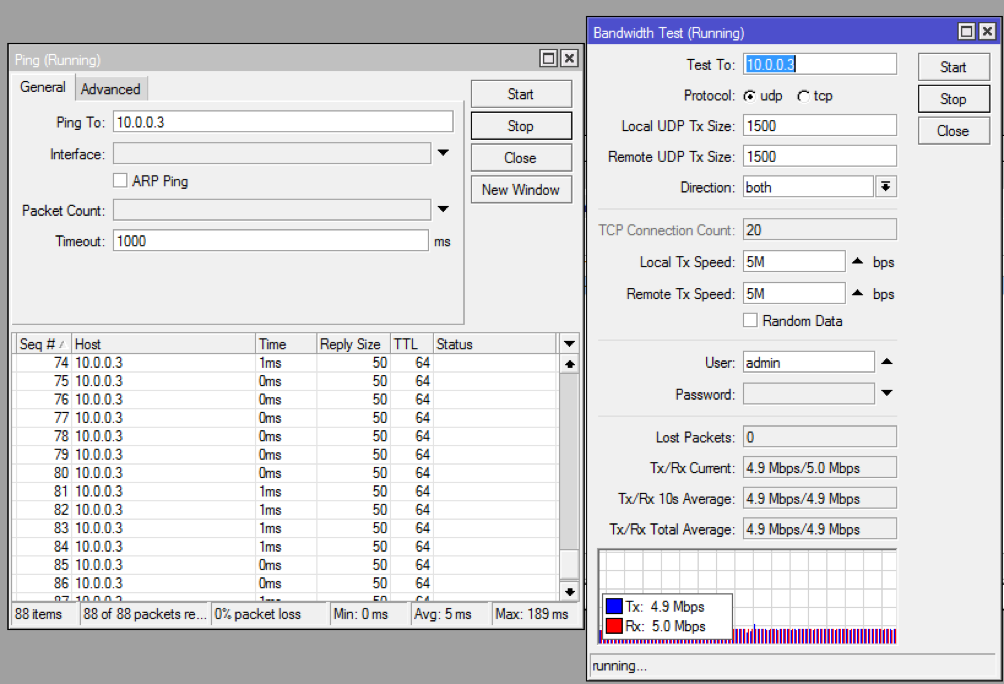 Ping (Running)
General Advanced
Ping To: 10.0.0.3
Interface:
ARP Ping
Packet Count:
Timeout: 1000 ms
Start
Stop
Close
New Window
Seq # Host Time Reply Size TTL Status
74 10.0.0.3 1ms 50 64
75 10.0.0.3 0ms 50 64
76 10.0.0.3 0ms 50 64
77 10.0.0.3 0ms 50 64
78 10.0.0.3 0ms 50 64
79 10.0.0.3 0ms 50 64
80 10.0.0.3 0ms 50 64
81 10.0.0.3 1ms 50 64
82 10.0.0.3 1ms 50 64
83 10.0.0.3 1ms 50 64
84 10.0.0.3 1ms 50 64
85 10.0.0.3 0ms 50 64
86 10.0.0.3 0ms 50 64
87 10.0.0.3 1ms 50 64
88 items 88 of 88 packets re... 0% packet loss Min: 0 ms Avg: 5 ms Max: 189 ms
Bandwidth Test (Running)
Test To: 10.0.0.3
Protocol: udp tcp
Local UDP Tx Size: 1500
Remote UDP Tx Size: 1500
Direction: both
TCP Connection Count: 20
Local Tx Speed: 5M bps
Remote Tx Speed: 5M bps
Random Data
User: admin
Password:
Lost Packets: 0
Tx/Rx Current: 4.9 Mbps/5.0 Mbps
Tx/Rx 10s Average: 4.9 Mbps/4.9 Mbps
Tx/Rx Total Average: 4.9 Mbps/4.9 Mbps
Tx: 4.9 Mbps
Rx: 5.0 Mbps
running...
Start
Stop
Close